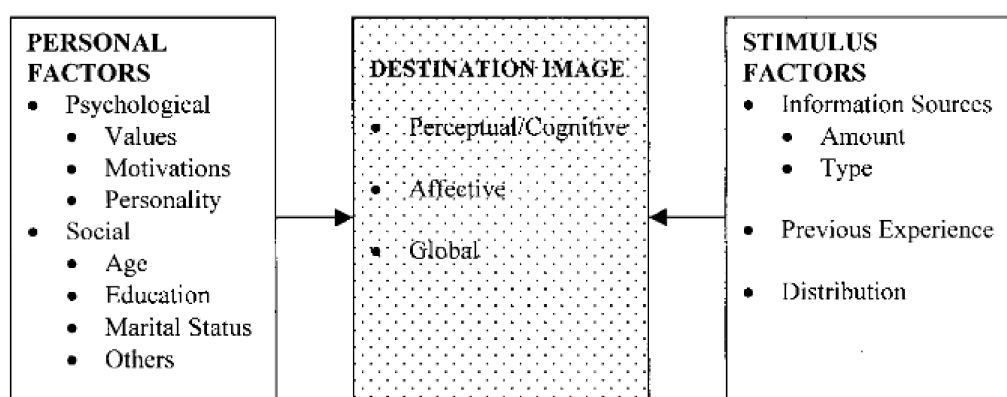 PERSONAL
FACTORS
• Psychological
• Values
• Motivations
• Personality
• Social
• Age
• Education
• Marital Status
• Others
DESTINATION IMAGE
• Perceptual/Cognitive
• Affective
• Global
STIMULUS
FACTORS
• Information Sources
• Amount
• Type
• Previous Experience
• Distribution